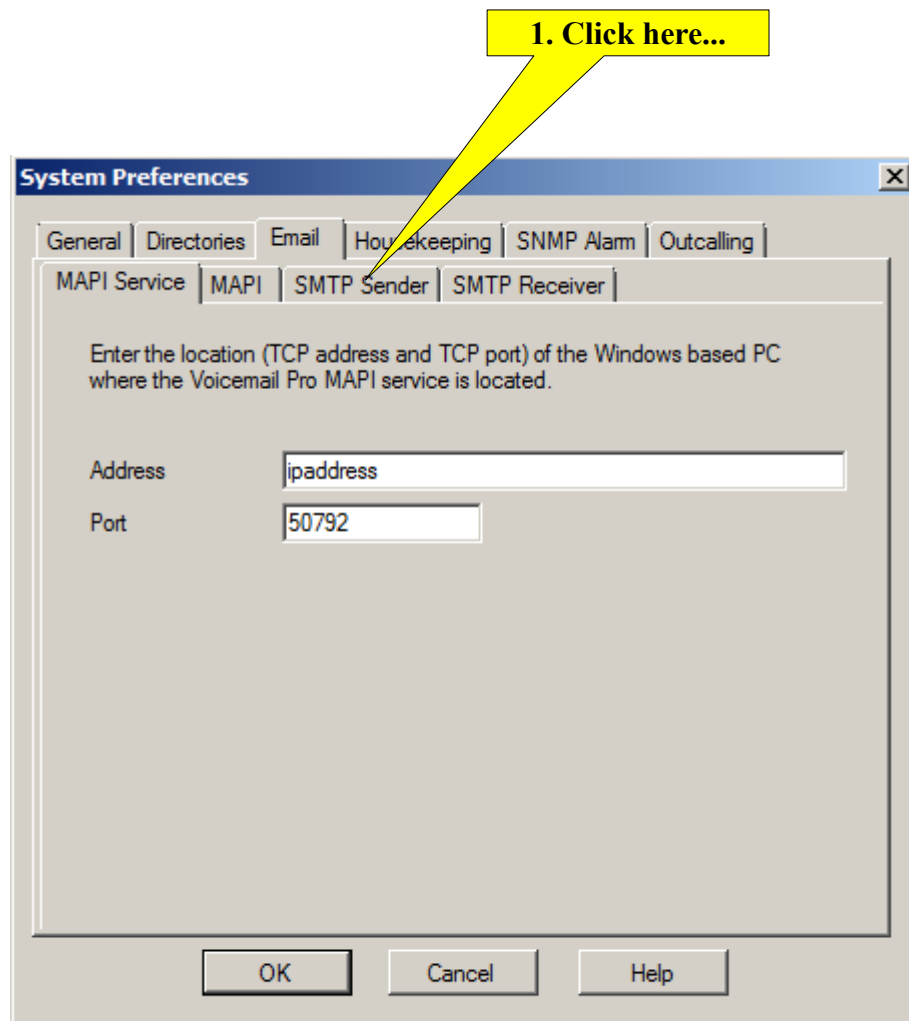 1. Click here...
System Preferences
General Directories Email Housekeeping SNMP Alarm Outcalling
MAPI Service MAPI SMTP Sender SMTP Receiver
Enter the location (TCP address and TCP port) of the Windows based PC
where the Voicemail Pro MAPI service is located.
Address ipaddress
Port 50792
OK Cancel Help